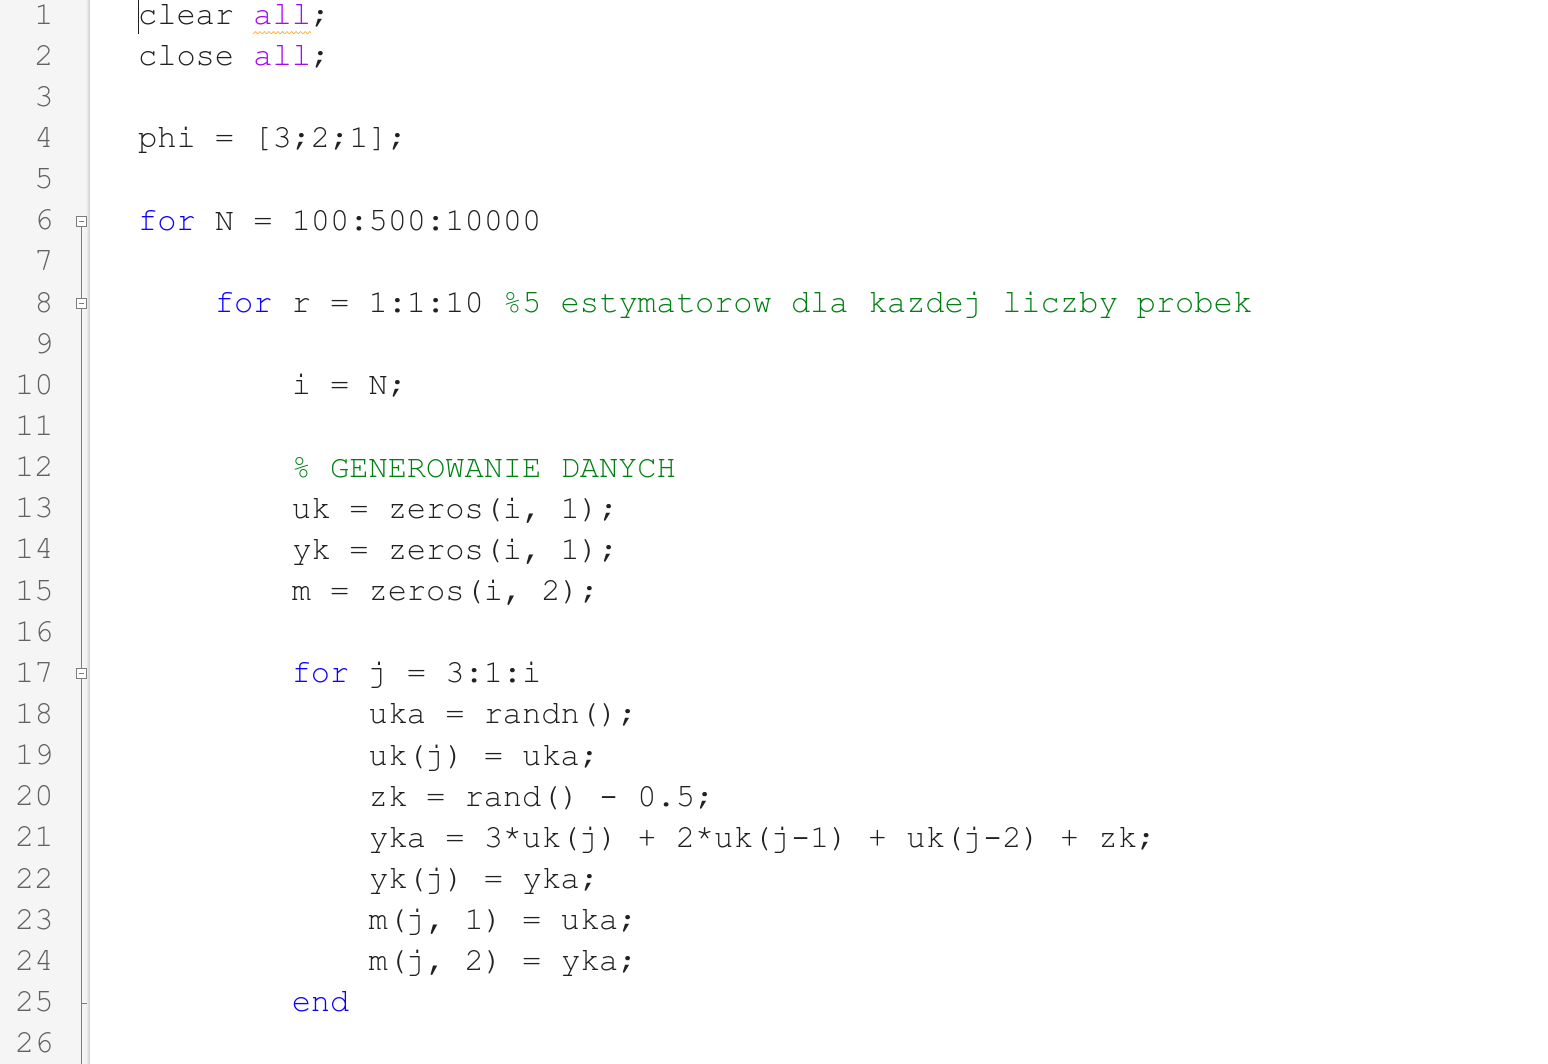 1 clear all;
2 close all;
3
4 phi = [3;2;1];
5
6 for N = 100:500:10000
7
8 for r = 1:1:10 %5 estymatorow dla kazdej liczby probek
9
10 i = N;
11
12 % GENEROWANIE DANYCH
13 uk = zeros(i, 1);
14 yk = zeros(i, 1);
15 m = zeros(i, 2);
16
17 for j = 3:1:i
18 uka = randn();
19 uk(j) = uka;
20 zk = rand() - 0.5;
21 yka = 3*uk(j) + 2*uk(j-1) + uk(j-2) + zk;
22 yk(j) = yka;
23 m(j, 1) = uka;
24 m(j, 2) = yka;
25 end
26